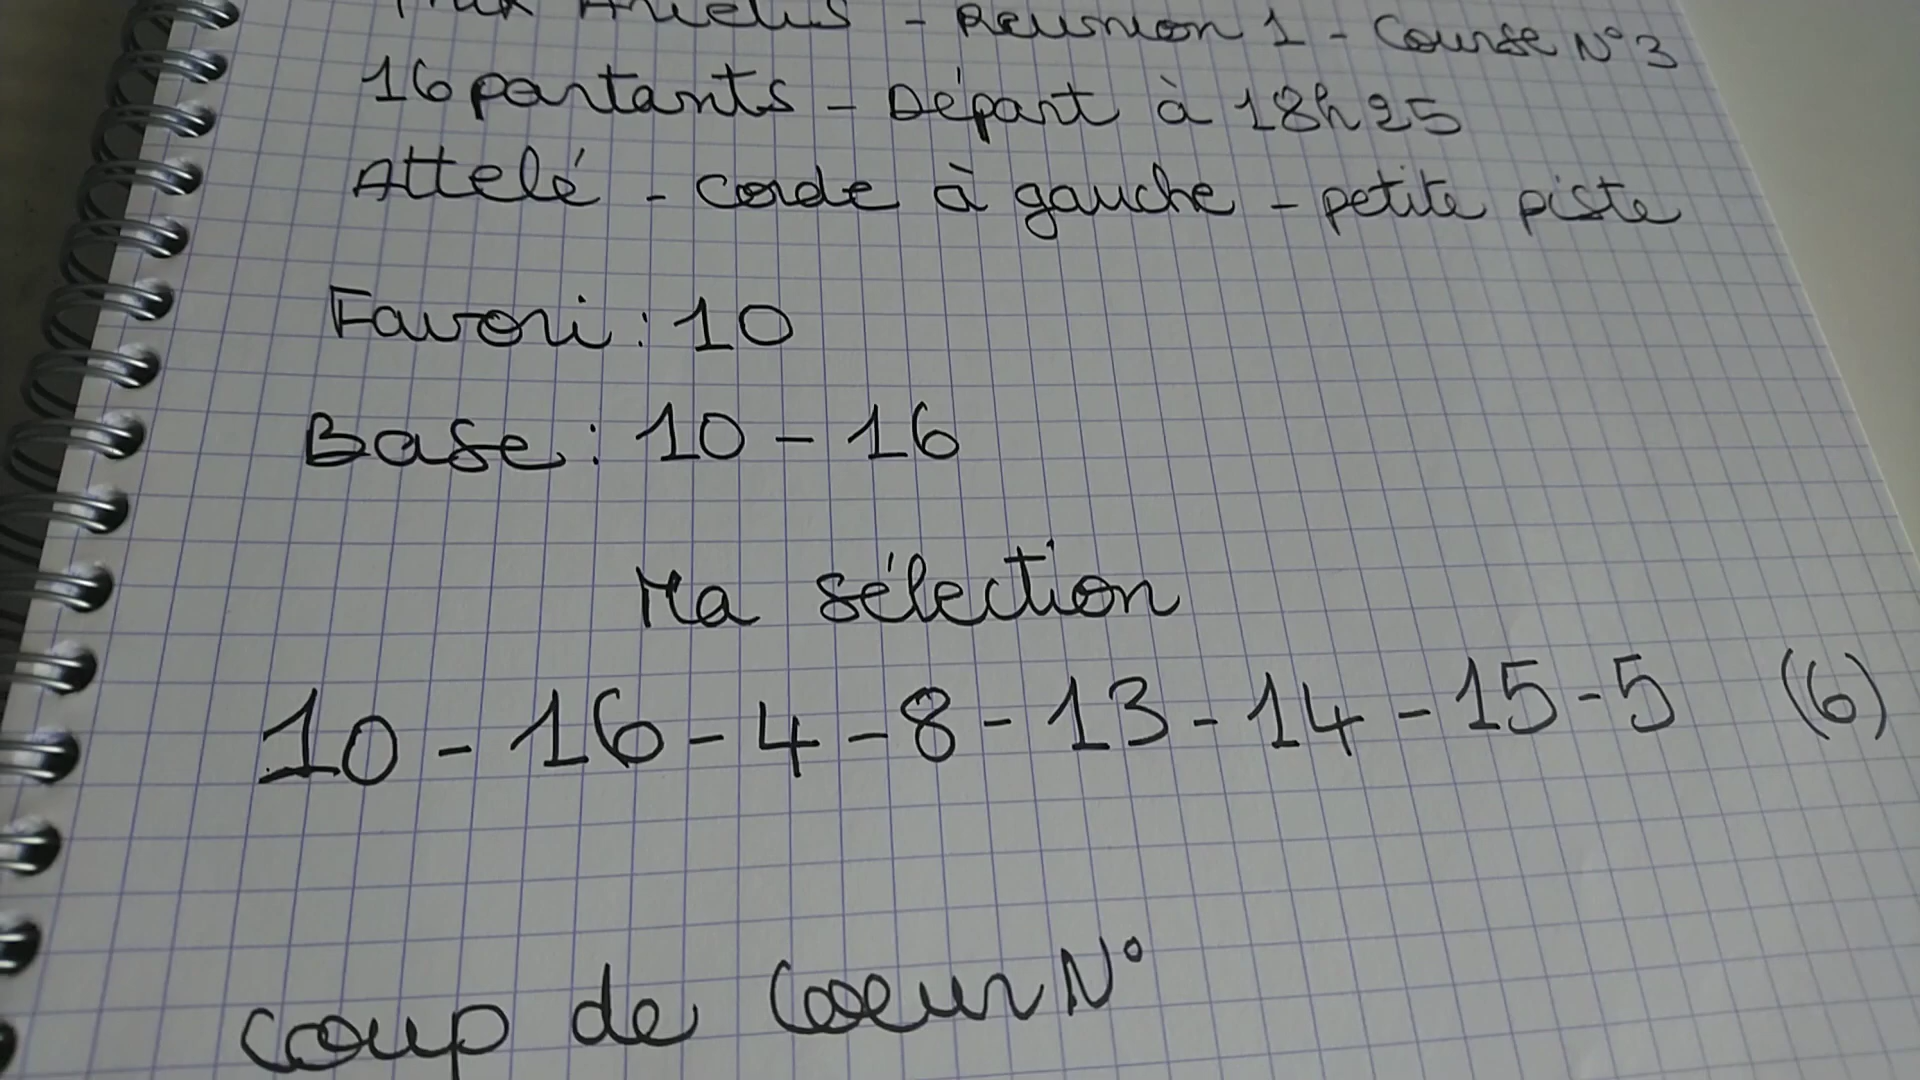 - Réunion 1 - Course N°3
16 partants - Départ à 18h25
Attelé - corde à gauche - petite piste
Favori : 10
Base : 10 - 16
Ma sélection
10 - 16 - 4 - 8 - 13 - 14 - 15 - 5 (6)
coup de Coeur N°